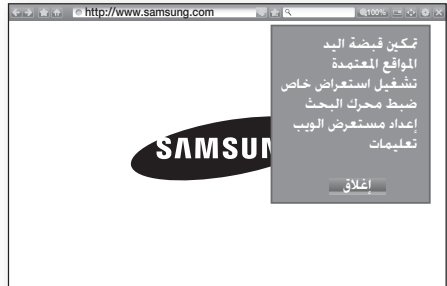 http://www.samsung.com
100%
تمكين قبضة اليد
المواقع المعتمدة
تشغيل استعراض خاص
ضبط محرك البحث
إعداد مستعرض الويب
تعليمات
SAMSUN
إغلاق